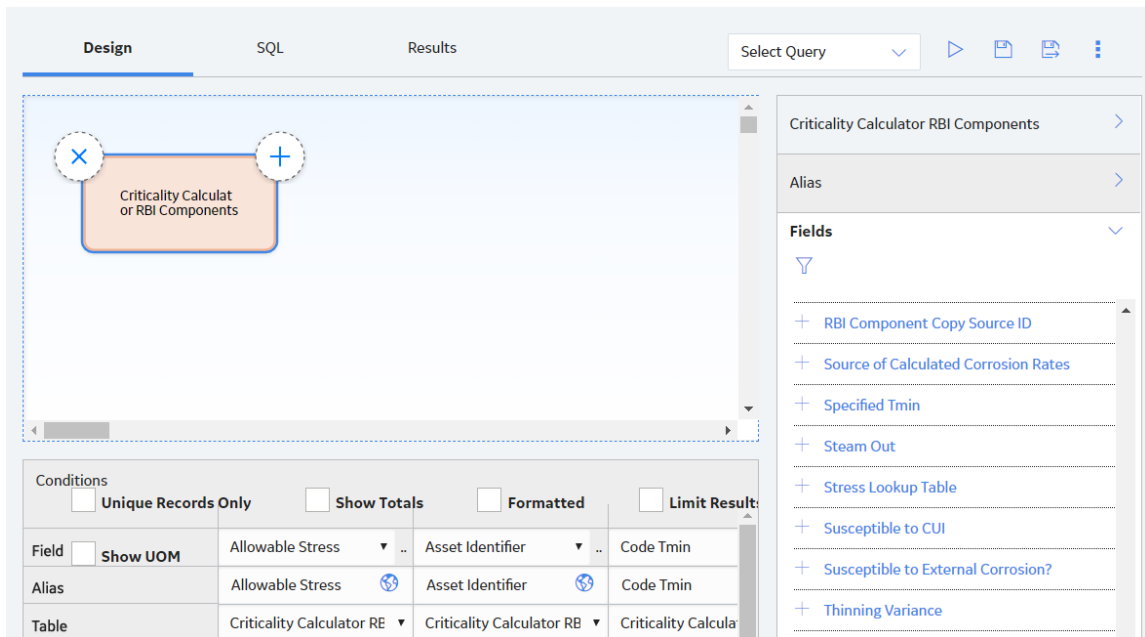 Design SQL Results Select Query
Criticality Calculator RBI Components
Criticality Calculat
or RBI Components
Alias
Fields
RBI Component Copy Source ID
Source of Calculated Corrosion Rates
Specified Tmin
Steam Out
Stress Lookup Table
Susceptible to CUI
Susceptible to External Corrosion?
Thinning Variance
Conditions
Unique Records Only Show Totals Formatted Limit Results
Field Show UOM Allowable Stress .. Asset Identifier .. Code Tmin
Alias Allowable Stress Asset Identifier Code Tmin
Table Criticality Calculator RE Criticality Calculator RB Criticality Calcula